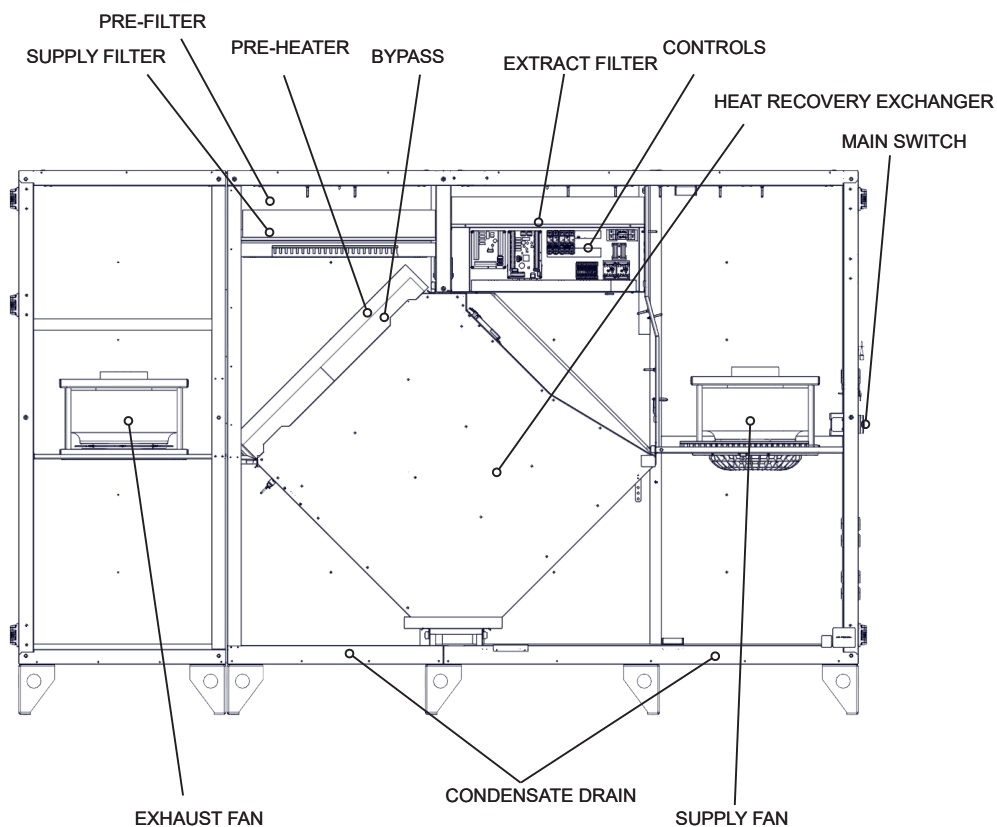 PRE-FILTER
SUPPLY FILTER
PRE-HEATER
BYPASS
EXTRACT FILTER
CONTROLS
HEAT RECOVERY EXCHANGER
MAIN SWITCH
CONDENSATE DRAIN
EXHAUST FAN
SUPPLY FAN